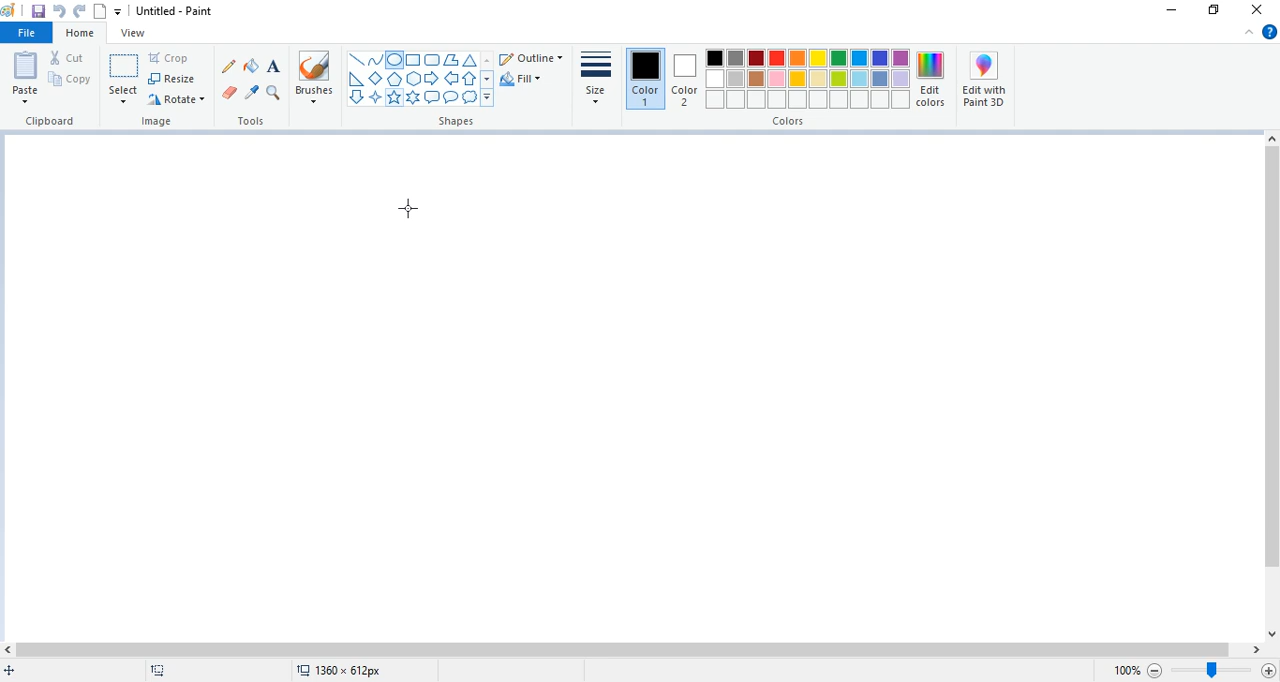 Untitled - Paint
File Home View
Paste Cut Copy Select Crop Resize Rotate A Brushes Outline Fill Size Color 1 Color 2 Edit colors Edit with Paint 3D
Clipboard Image Tools Shapes Colors
1360 × 612px 100%